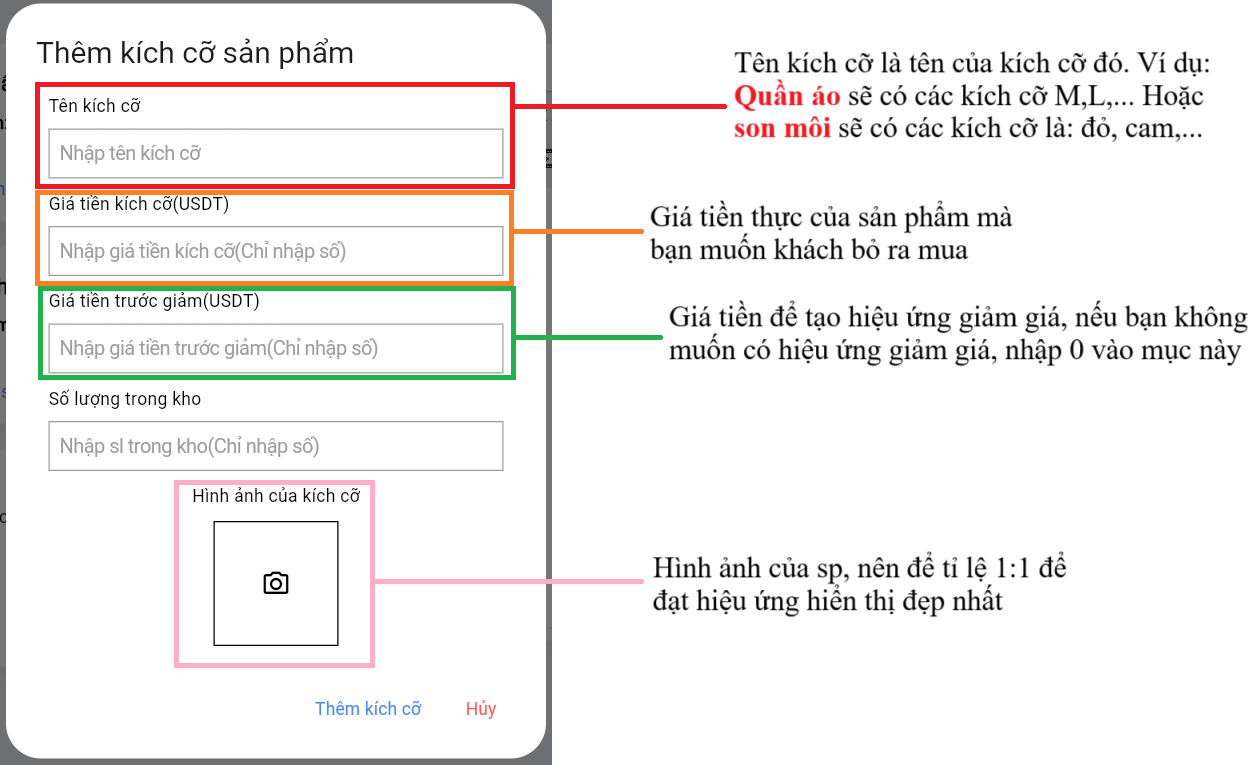 Thêm kích cỡ sản phẩm
Tên kích cỡ
Nhập tên kích cỡ
Giá tiền kích cỡ(USDT)
Nhập giá tiền kích cỡ(Chỉ nhập số)
Giá tiền trước giảm(USDT)
Nhập giá tiền trước giảm(Chỉ nhập số)
Số lượng trong kho
Nhập sl trong kho(Chỉ nhập số)
Hình ảnh của kích cỡ
Thêm kích cỡ Hủy
Tên kích cỡ là tên của kích cỡ đó. Ví dụ:
Quần áo sẽ có các kích cỡ M,L,... Hoặc
son môi sẽ có các kích cỡ là: đỏ, cam,...
Giá tiền thực của sản phẩm mà
bạn muốn khách bỏ ra mua
Giá tiền để tạo hiệu ứng giảm giá, nếu bạn không
muốn có hiệu ứng giảm giá, nhập 0 vào mục này
Hình ảnh của sp, nên để tỉ lệ 1:1 để
đạt hiệu ứng hiển thị đẹp nhất